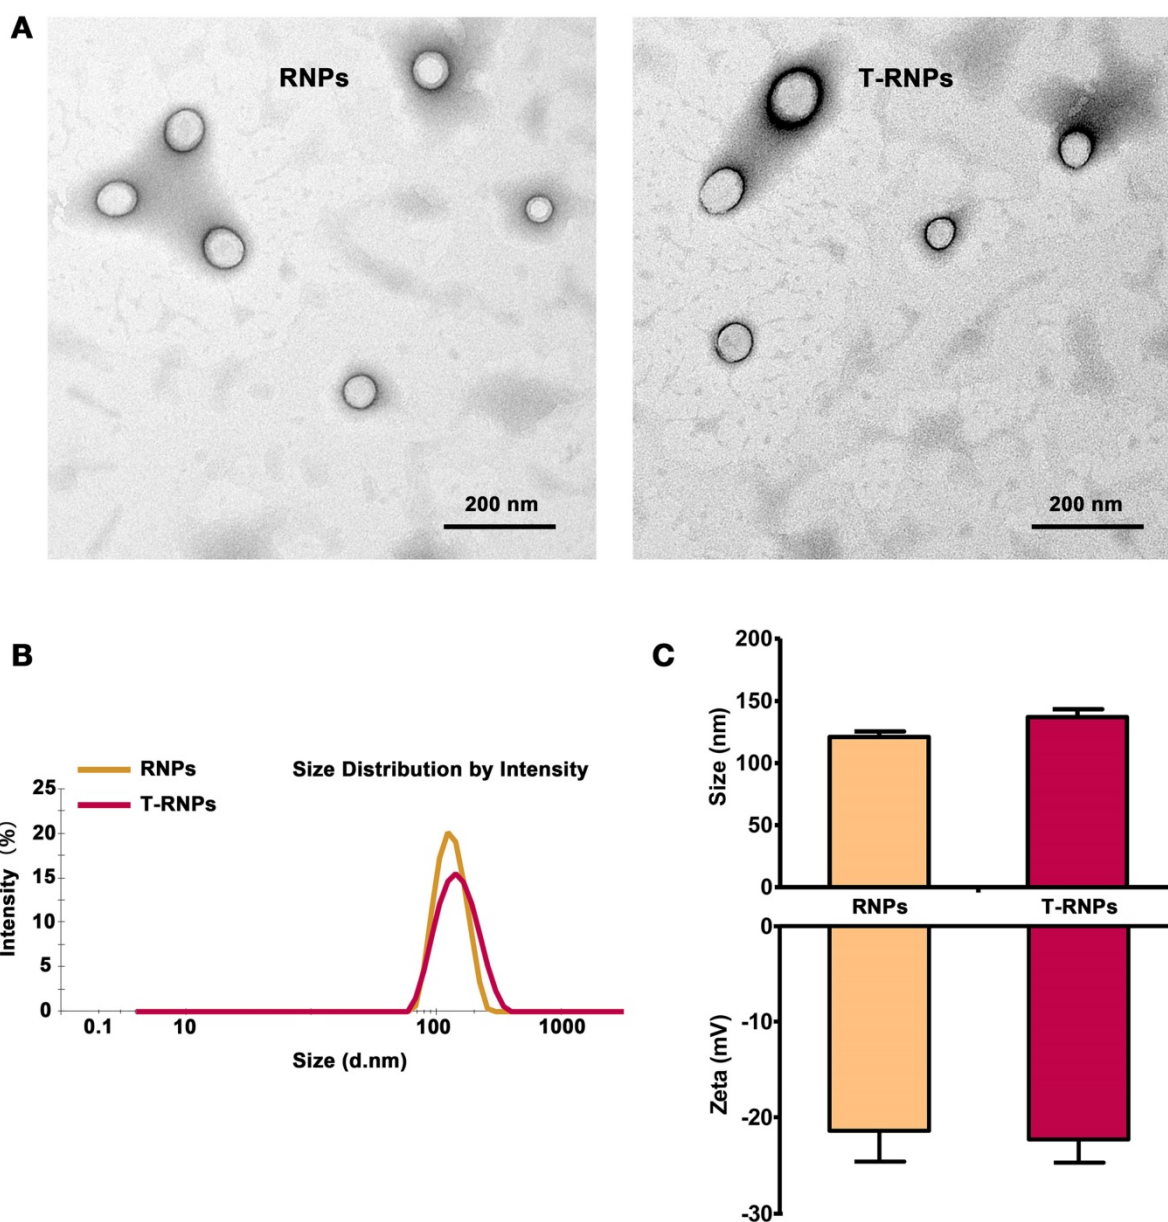 A
RNPs
T-RNPs
200 nm
200 nm
B
RNPs
T-RNPs
Size Distribution by Intensity
Intensity (%)
25
20
15
10
5
0
0.1 10 100 1000
Size (d.nm)
C
Size (nm)
200
150
100
50
0
RNPs T-RNPs
Zeta (mV)
0
-10
-20
-30